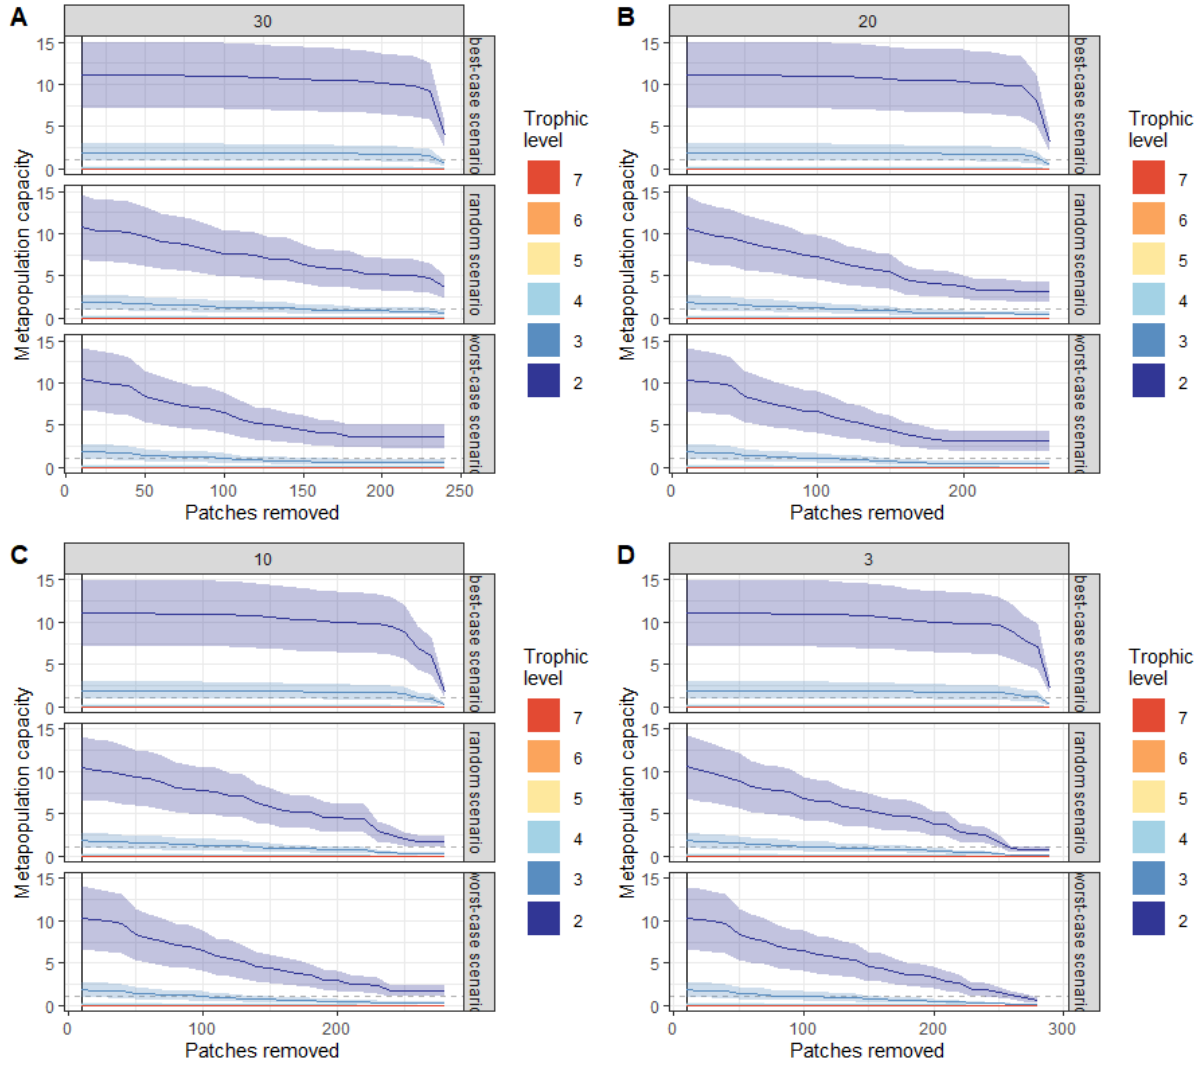 A
30
Metapopulation capacity
15
10
5
0
best-case scenario
15
10
5
0
random scenario
15
10
5
0
worst-case scenario
0
50
100
150
200
250
Patches removed
Trophic
level
7
6
5
4
3
2
B
20
Metapopulation capacity
15
10
5
0
best-case scenario
15
10
5
0
random scenario
15
10
5
0
worst-case scenario
0
100
200
Patches removed
Trophic
level
7
6
5
4
3
2
C
10
Metapopulation capacity
15
10
5
0
best-case scenario
15
10
5
0
random scenario
15
10
5
0
worst-case scenario
0
100
200
Patches removed
Trophic
level
7
6
5
4
3
2
D
3
Metapopulation capacity
15
10
5
0
best-case scenario
15
10
5
0
random scenario
15
10
5
0
worst-case scenario
0
100
200
300
Patches removed
Trophic
level
7
6
5
4
3
2